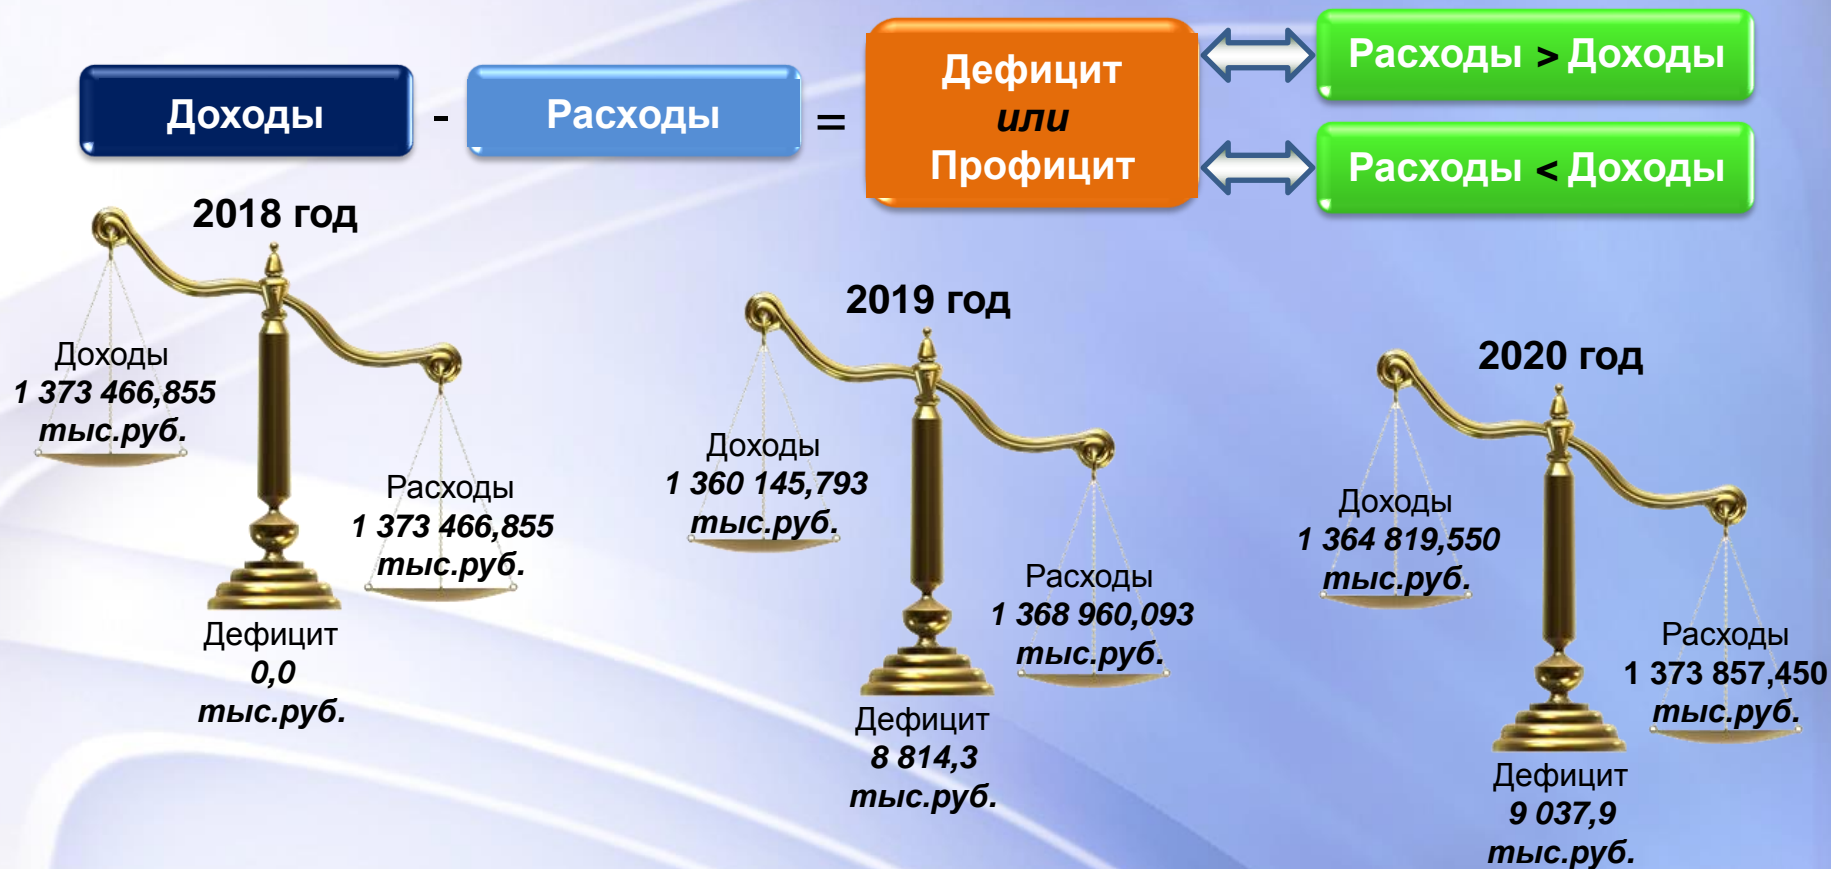 Доходы
-
Расходы
=
Дефицит
или
Профицит
Расходы > Доходы
Расходы < Доходы
2018 год
Доходы
1 373 466,855
тыс.руб.
Расходы
1 373 466,855
тыс.руб.
Дефицит
0,0
тыс.руб.
2019 год
Доходы
1 360 145,793
тыс.руб.
Расходы
1 368 960,093
тыс.руб.
Дефицит
8 814,3
тыс.руб.
2020 год
Доходы
1 364 819,550
тыс.руб.
Расходы
1 373 857,450
тыс.руб.
Дефицит
9 037,9
тыс.руб.